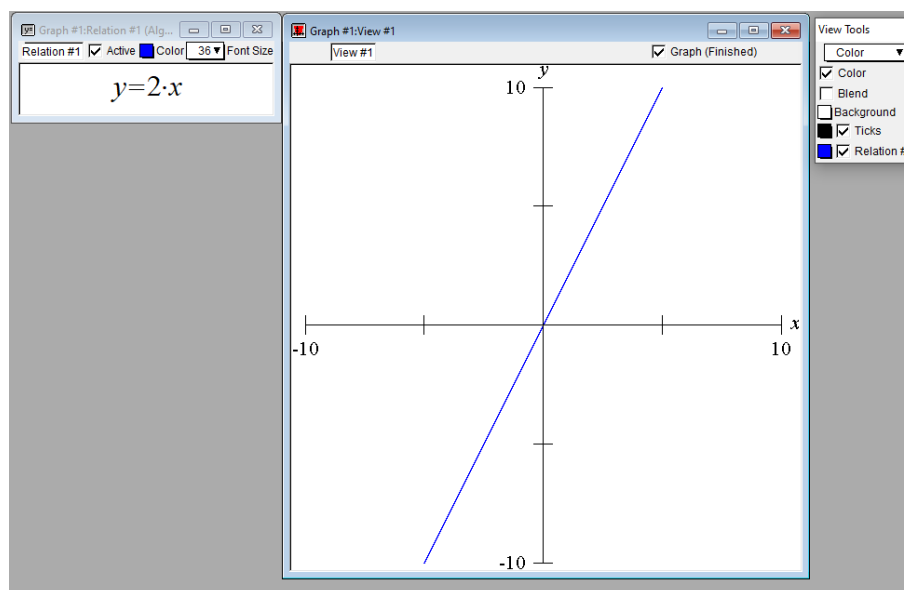 Graph #1:Relation #1 (Alg...
Relation #1 Active Color 36 Font Size
y=2·x
Graph #1:View #1
View #1 Graph (Finished)
y
10
x
-10 10
-10
View Tools
Color
Color
Blend
Background
Ticks
Relation #